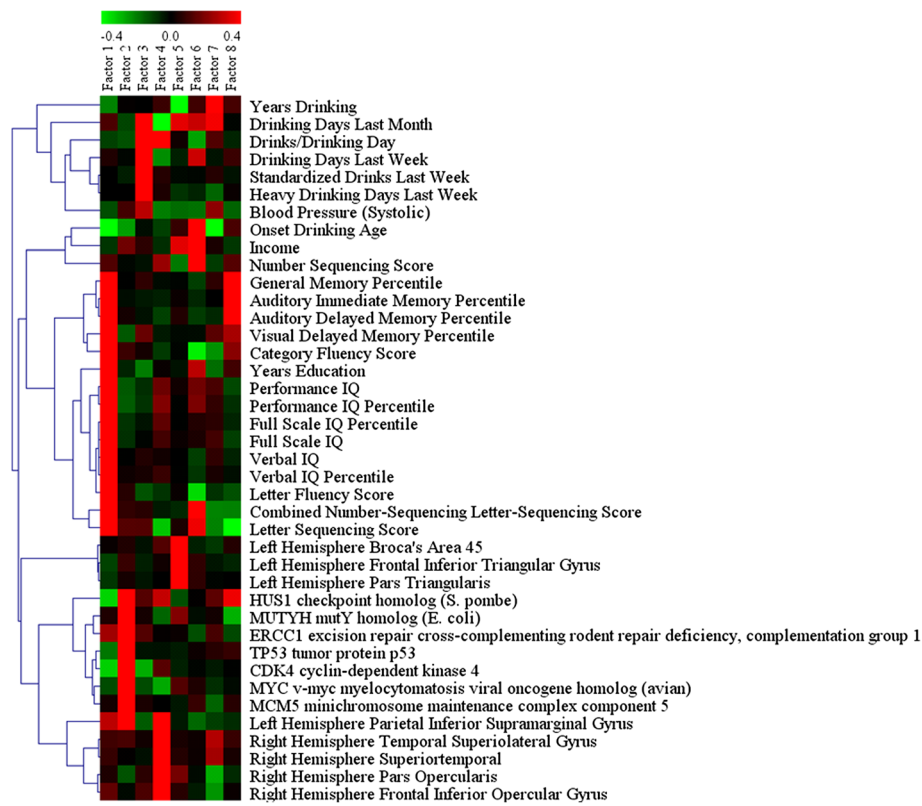 -0.4 0.0 0.4
Factor 1 Factor 2 Factor 3 Factor 4 Factor 5 Factor 6 Factor 7 Factor 8
Years Drinking
Drinking Days Last Month
Drinks/Drinking Day
Drinking Days Last Week
Standardized Drinks Last Week
Heavy Drinking Days Last Week
Blood Pressure (Systolic)
Onset Drinking Age
Income
Number Sequencing Score
General Memory Percentile
Auditory Immediate Memory Percentile
Auditory Delayed Memory Percentile
Visual Delayed Memory Percentile
Category Fluency Score
Years Education
Performance IQ
Performance IQ Percentile
Full Scale IQ Percentile
Full Scale IQ
Verbal IQ
Verbal IQ Percentile
Letter Fluency Score
Combined Number-Sequencing Letter-Sequencing Score
Letter Sequencing Score
Left Hemisphere Broca's Area 45
Left Hemisphere Frontal Inferior Triangular Gyrus
Left Hemisphere Pars Triangularis
HUS1 checkpoint homolog (S. pombe)
MUTYH mutY homolog (E. coli)
ERCC1 excision repair cross-complementing rodent repair deficiency, complementation group 1
TP53 tumor protein p53
CDK4 cyclin-dependent kinase 4
MYC v-myc myelocytomatosis viral oncogene homolog (avian)
MCM5 minichromosome maintenance complex component 5
Left Hemisphere Parietal Inferior Supramarginal Gyrus
Right Hemisphere Temporal Superiolateral Gyrus
Right Hemisphere Superiortemporal
Right Hemisphere Pars Opercularis
Right Hemisphere Frontal Inferior Opercular Gyrus